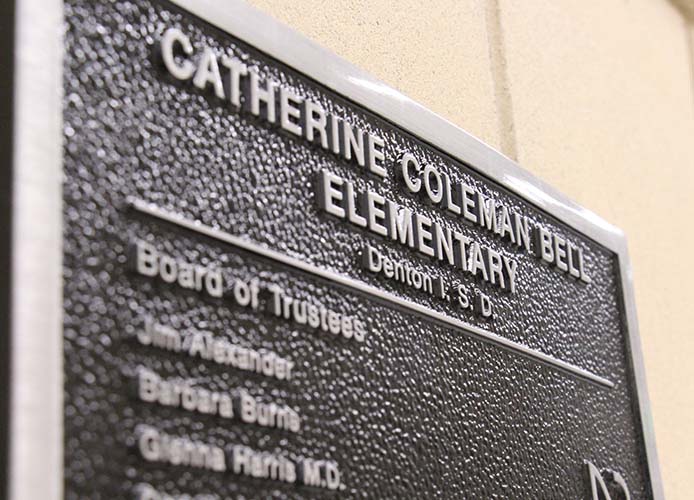 CATHERINE COLEMAN BELL
ELEMENTARY
Denton I. S. D.
Board of Trustees
Jim Alexander
Barbara Burns
Glenna Harris M.D.